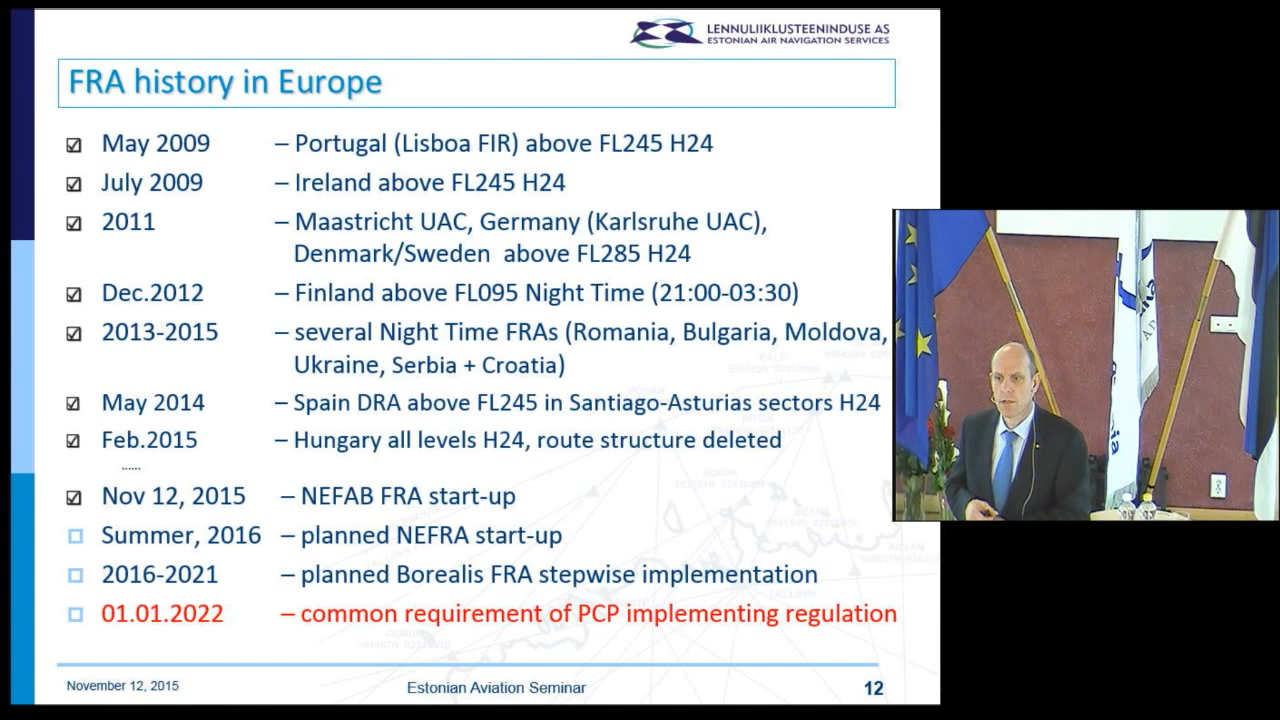 LENNULIIKLUSTEENINDUSE AS
ESTONIAN AIR NAVIGATION SERVICES
FRA history in Europe
May 2009 – Portugal (Lisboa FIR) above FL245 H24
July 2009 – Ireland above FL245 H24
2011 – Maastricht UAC, Germany (Karlsruhe UAC),
Denmark/Sweden above FL285 H24
Dec.2012 – Finland above FL095 Night Time (21:00-03:30)
2013-2015 – several Night Time FRAs (Romania, Bulgaria, Moldova,
Ukraine, Serbia + Croatia)
May 2014 – Spain DRA above FL245 in Santiago-Asturias sectors H24
Feb.2015 – Hungary all levels H24, route structure deleted
......
Nov 12, 2015 – NEFAB FRA start-up
Summer, 2016 – planned NEFRA start-up
2016-2021 – planned Borealis FRA stepwise implementation
01.01.2022 – common requirement of PCP implementing regulation
November 12, 2015
Estonian Aviation Seminar
12